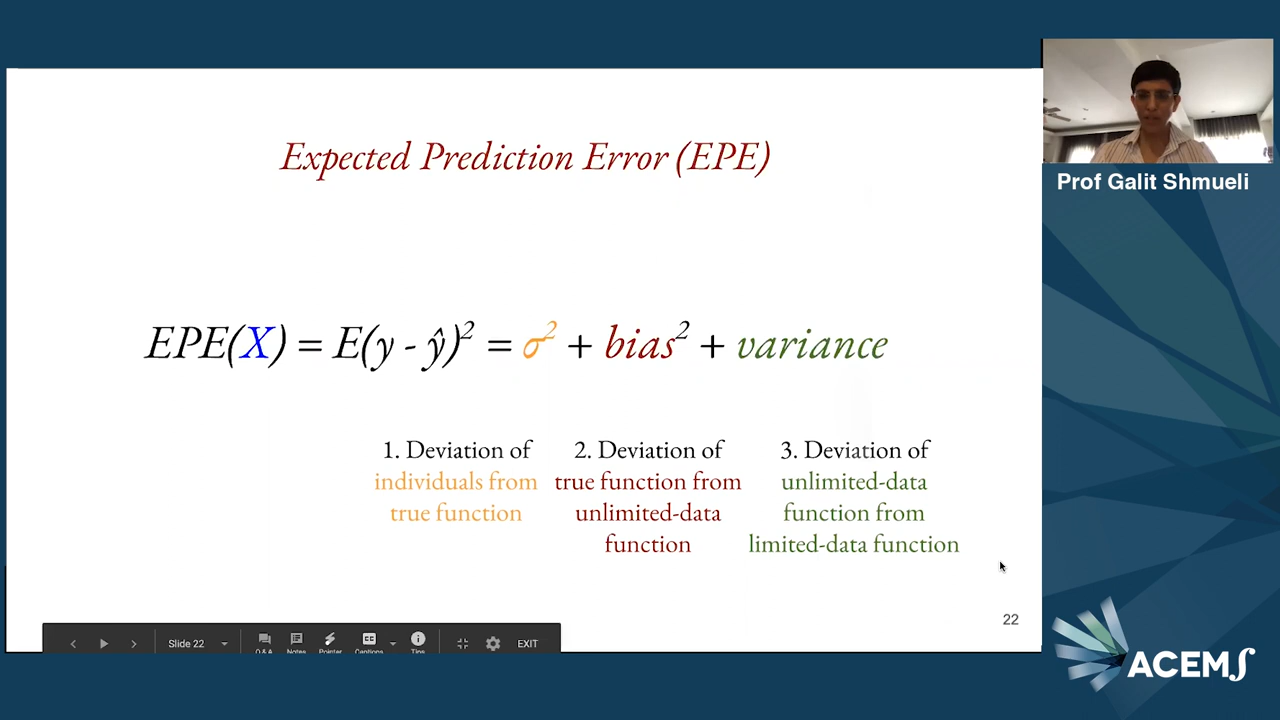 Expected Prediction Error (EPE)
EPE(X) = E(y - ŷ)² = σ² + bias² + variance
1. Deviation of
individuals from
true function
2. Deviation of
true function from
unlimited-data
function
3. Deviation of
unlimited-data
function from
limited-data function
22
Slide 22
Q & A
Notes
Pointer
Captions
Tips
EXIT
Prof Galit Shmueli
ACEMS